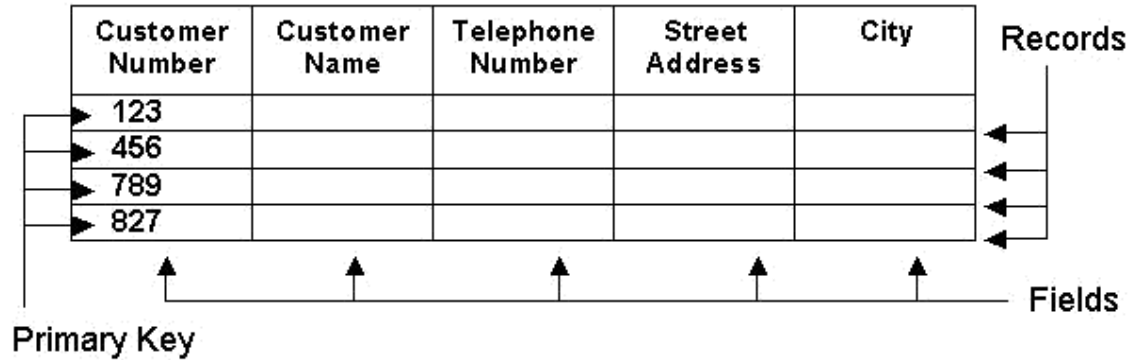 Customer Number
Customer Name
Telephone Number
Street Address
City
Records
123
456
789
827
Fields
Primary Key